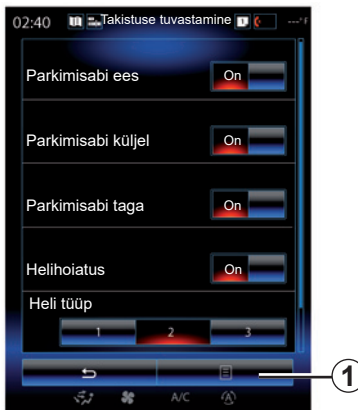 02:40 Takistuse tuvastamine ---°F
Parkimisabi ees On
Parkimisabi küljel On
Parkimisabi taga On
Helihoiatus On
Heli tüüp
1 2 3
1
A/C